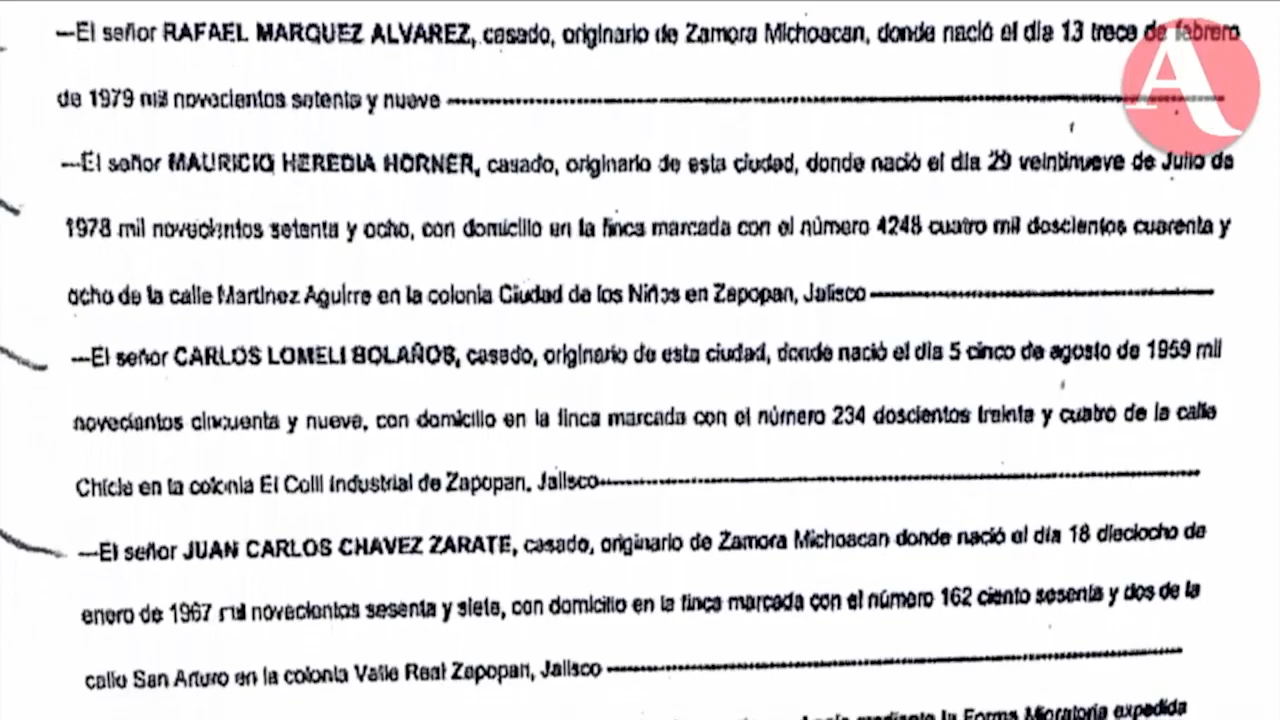 —El señor RAFAEL MARQUEZ ALVAREZ, casado, originario de Zamora Michoacan, donde nació el día 13 trece de febrero
de 1979 mil novecientos setenta y nueve
—El señor MAURICIO HEREDIA HORNER, casado, originario de esta ciudad, donde nació el día 29 veintinueve de Julio de
1978 mil novecientos setenta y ocho, con domicilio en la finca marcada con el número 4248 cuatro mil doscientos cuarenta y
ocho de la calle Martinez Aguirre en la colonia Ciudad de los Niños en Zapopan, Jalisco
—El señor CARLOS LOMELI BOLAÑOS, casado, originario de esta ciudad, donde nació el día 5 cinco de agosto de 1959 mil
novecientos cincuenta y nueve, con domicilio en la finca marcada con el número 234 doscientos treinta y cuatro de la calle
Chicle en la colonia El Colli Industrial de Zapopan, Jalisco
—El señor JUAN CARLOS CHAVEZ ZARATE, casado, originario de Zamora Michoacan donde nació el día 18 dieciocho de
enero de 1967 mil novecientos sesenta y siete, con domicilio en la finca marcada con el número 162 ciento sesenta y dos de la
calle San Arturo en la colonia Valle Real Zapopan, Jalisco
mediante la Forma Migratoria expedida
A